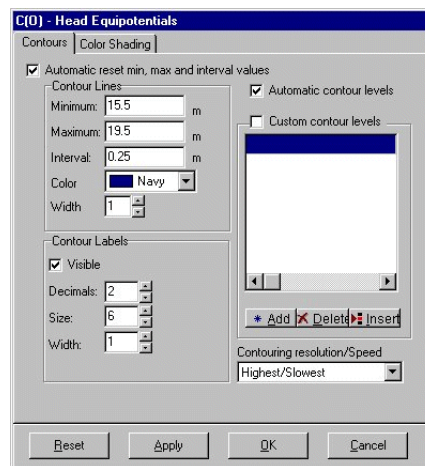 C(O) - Head Equipotentials
Contours Color Shading
Automatic reset min, max and interval values
Contour Lines
Minimum: 15.5 m
Maximum: 19.5 m
Interval: 0.25 m
Color Navy
Width 1
Contour Labels
Visible
Decimals: 2
Size: 6
Width: 1
Automatic contour levels
Custom contour levels
Add Delete Insert
Contouring resolution/Speed
Highest/Slowest
Reset Apply OK Cancel